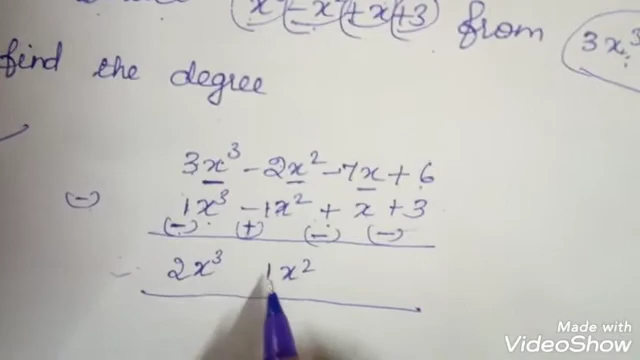 (x³ - x² + x + 3) from 3x³
find the degree
3x³ - 2x² - 7x + 6
(-) 1x³ - 1x² + x + 3
(-) (+) (-) (-)
2x³ 1x²
Made with
VideoShow